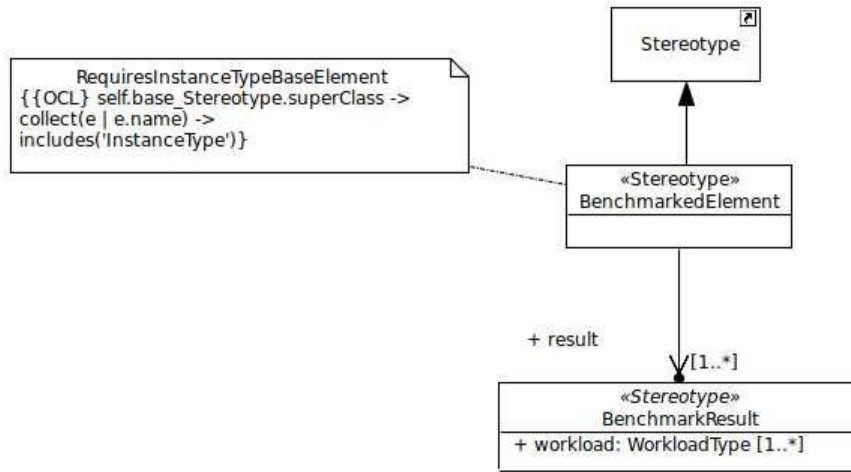 Stereotype
RequiresInstanceTypeBaseElement
{{OCL} self.base_Stereotype.superClass ->
collect(e | e.name) ->
includes('InstanceType')}
«Stereotype»
BenchmarkedElement
+ result
[1..*]
«Stereotype»
BenchmarkResult
+ workload: WorkloadType [1..*]